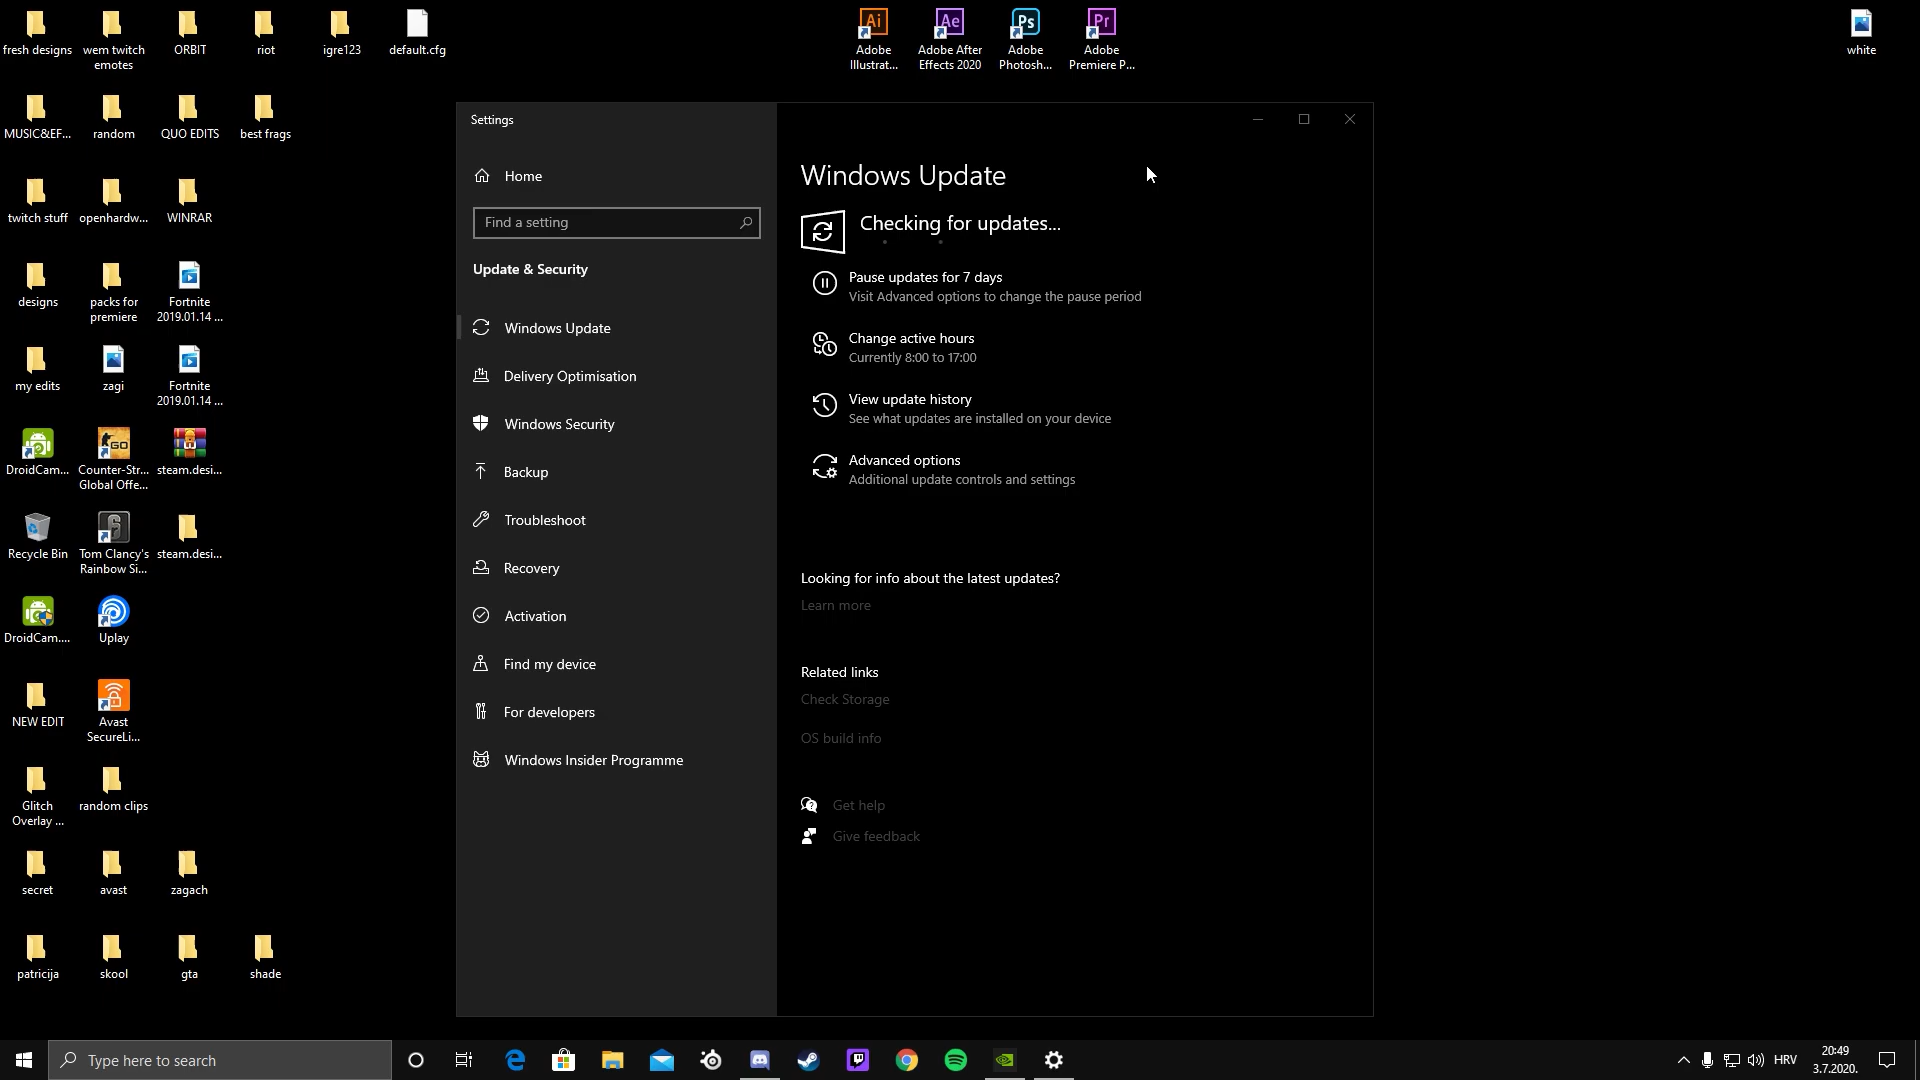 fresh designs
wem twitch
emotes
ORBIT
riot
igre123
default.cfg
Adobe
Illustrat...
Adobe After
Effects 2020
Adobe
Photosh...
Adobe
Premiere P...
white
MUSIC&EF...
random
QUO EDITS
best frags
twitch stuff
openhardw...
WINRAR
designs
packs for
premiere
Fortnite
2019.01.14 ...
my edits
zagi
Fortnite
2019.01.14 ...
DroidCam...
Counter-Str...
Global Offe...
steam.desi...
Recycle Bin
Tom Clancy's
Rainbow Si...
steam.desi...
DroidCam....
Uplay
NEW EDIT
Avast
SecureLi...
Glitch
Overlay ...
random clips
secret
avast
zagach
patricija
skool
gta
shade
Settings
Home
Find a setting
Update & Security
Windows Update
Delivery Optimisation
Windows Security
Backup
Troubleshoot
Recovery
Activation
Find my device
For developers
Windows Insider Programme
Windows Update
Checking for updates...
Pause updates for 7 days
Visit Advanced options to change the pause period
Change active hours
Currently 8:00 to 17:00
View update history
See what updates are installed on your device
Advanced options
Additional update controls and settings
Looking for info about the latest updates?
Learn more
Related links
Check Storage
OS build info
Get help
Give feedback
Type here to search
HRV
20:49
3.7.2020.
Ai
Ae
Ps
Pr
GO